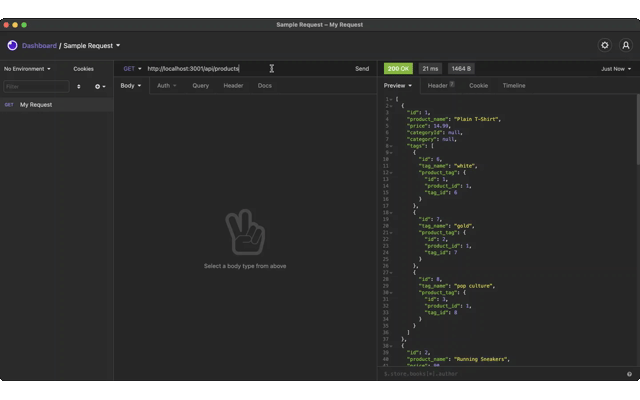 Sample Request – My Request
Dashboard / Sample Request
No Environment
Cookies
GET http://localhost:3001/api/products
Send
200 OK
21 ms
1464 B
Just Now
Filter
Body
Auth
Query
Header
Docs
Preview
Header
Cookie
Timeline
GET My Request
Select a body type from above
1 [
2 {
3 "id": 1,
4 "product_name": "Plain T-Shirt",
5 "price": 14.99,
6 "categoryId": null,
7 "category": null,
8 "tags": [
9 {
10 "id": 6,
11 "tag_name": "white",
12 "product_tag": {
13 "id": 1,
14 "product_id": 1,
15 "tag_id": 6
16 }
17 },
18 {
19 "id": 7,
20 "tag_name": "gold",
21 "product_tag": {
22 "id": 2,
23 "product_id": 1,
24 "tag_id": 7
25 }
26 },
27 {
28 "id": 8,
29 "tag_name": "pop culture",
30 "product_tag": {
31 "id": 3,
32 "product_id": 1,
33 "tag_id": 8
34 }
35 }
36 ]
37 },
38 {
39 "id": 2,
40 "product_name": "Running Sneakers",
$.store.books[*].author